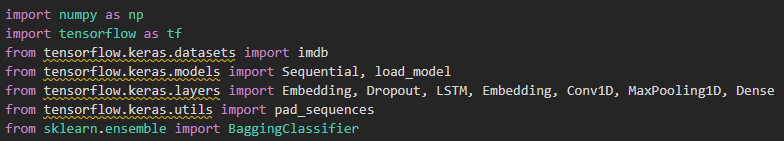 import numpy as np
import tensorflow as tf
from tensorflow.keras.datasets import imdb
from tensorflow.keras.models import Sequential, load_model
from tensorflow.keras.layers import Embedding, Dropout, LSTM, Embedding, Conv1D, MaxPooling1D, Dense
from tensorflow.keras.utils import pad_sequences
from sklearn.ensemble import BaggingClassifier